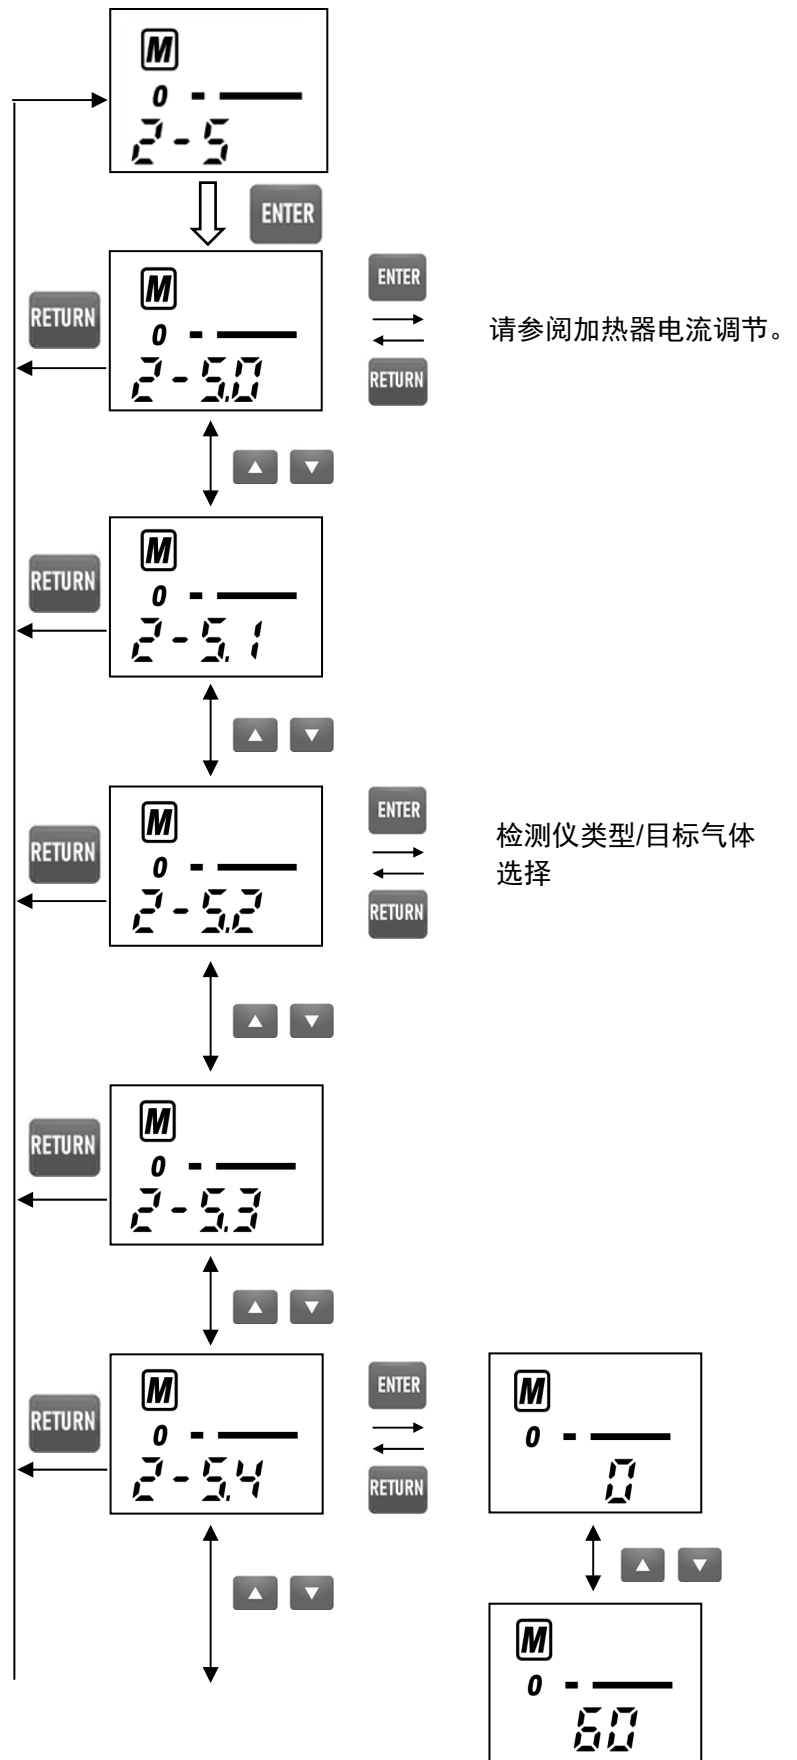 M
0
2-5
ENTER
M
0
2-5.0
RETURN
ENTER
RETURN
请参阅加热器电流调节。
▲ ▼
M
0
2-5.1
RETURN
▲ ▼
M
0
2-5.2
RETURN
ENTER
RETURN
检测仪类型/目标气体
选择
▲ ▼
M
0
2-5.3
RETURN
▲ ▼
M
0
2-5.4
RETURN
ENTER
RETURN
M
0
0
▲ ▼
▲ ▼
M
0
60